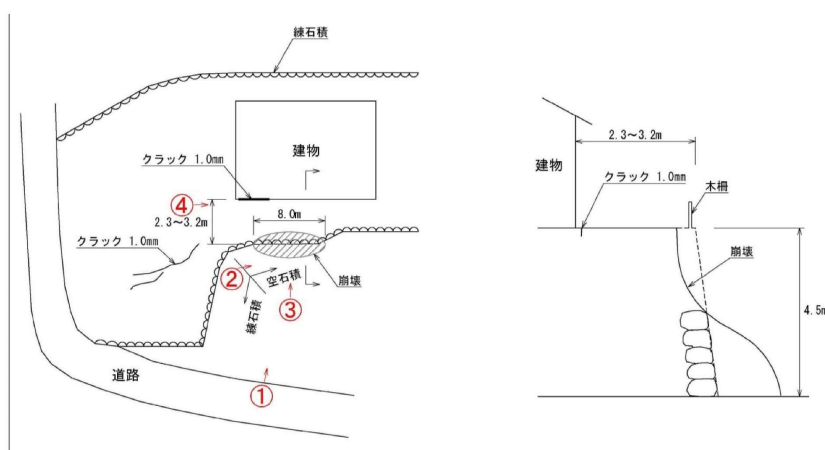 練石積
建物
クラック 1.0mm
④
2.3~3.2m
8.0m
クラック 1.0mm
②
空石積
崩壊
③
練石積
道路
①
2.3~3.2m
建物
クラック 1.0mm
木柵
崩壊
4.5m